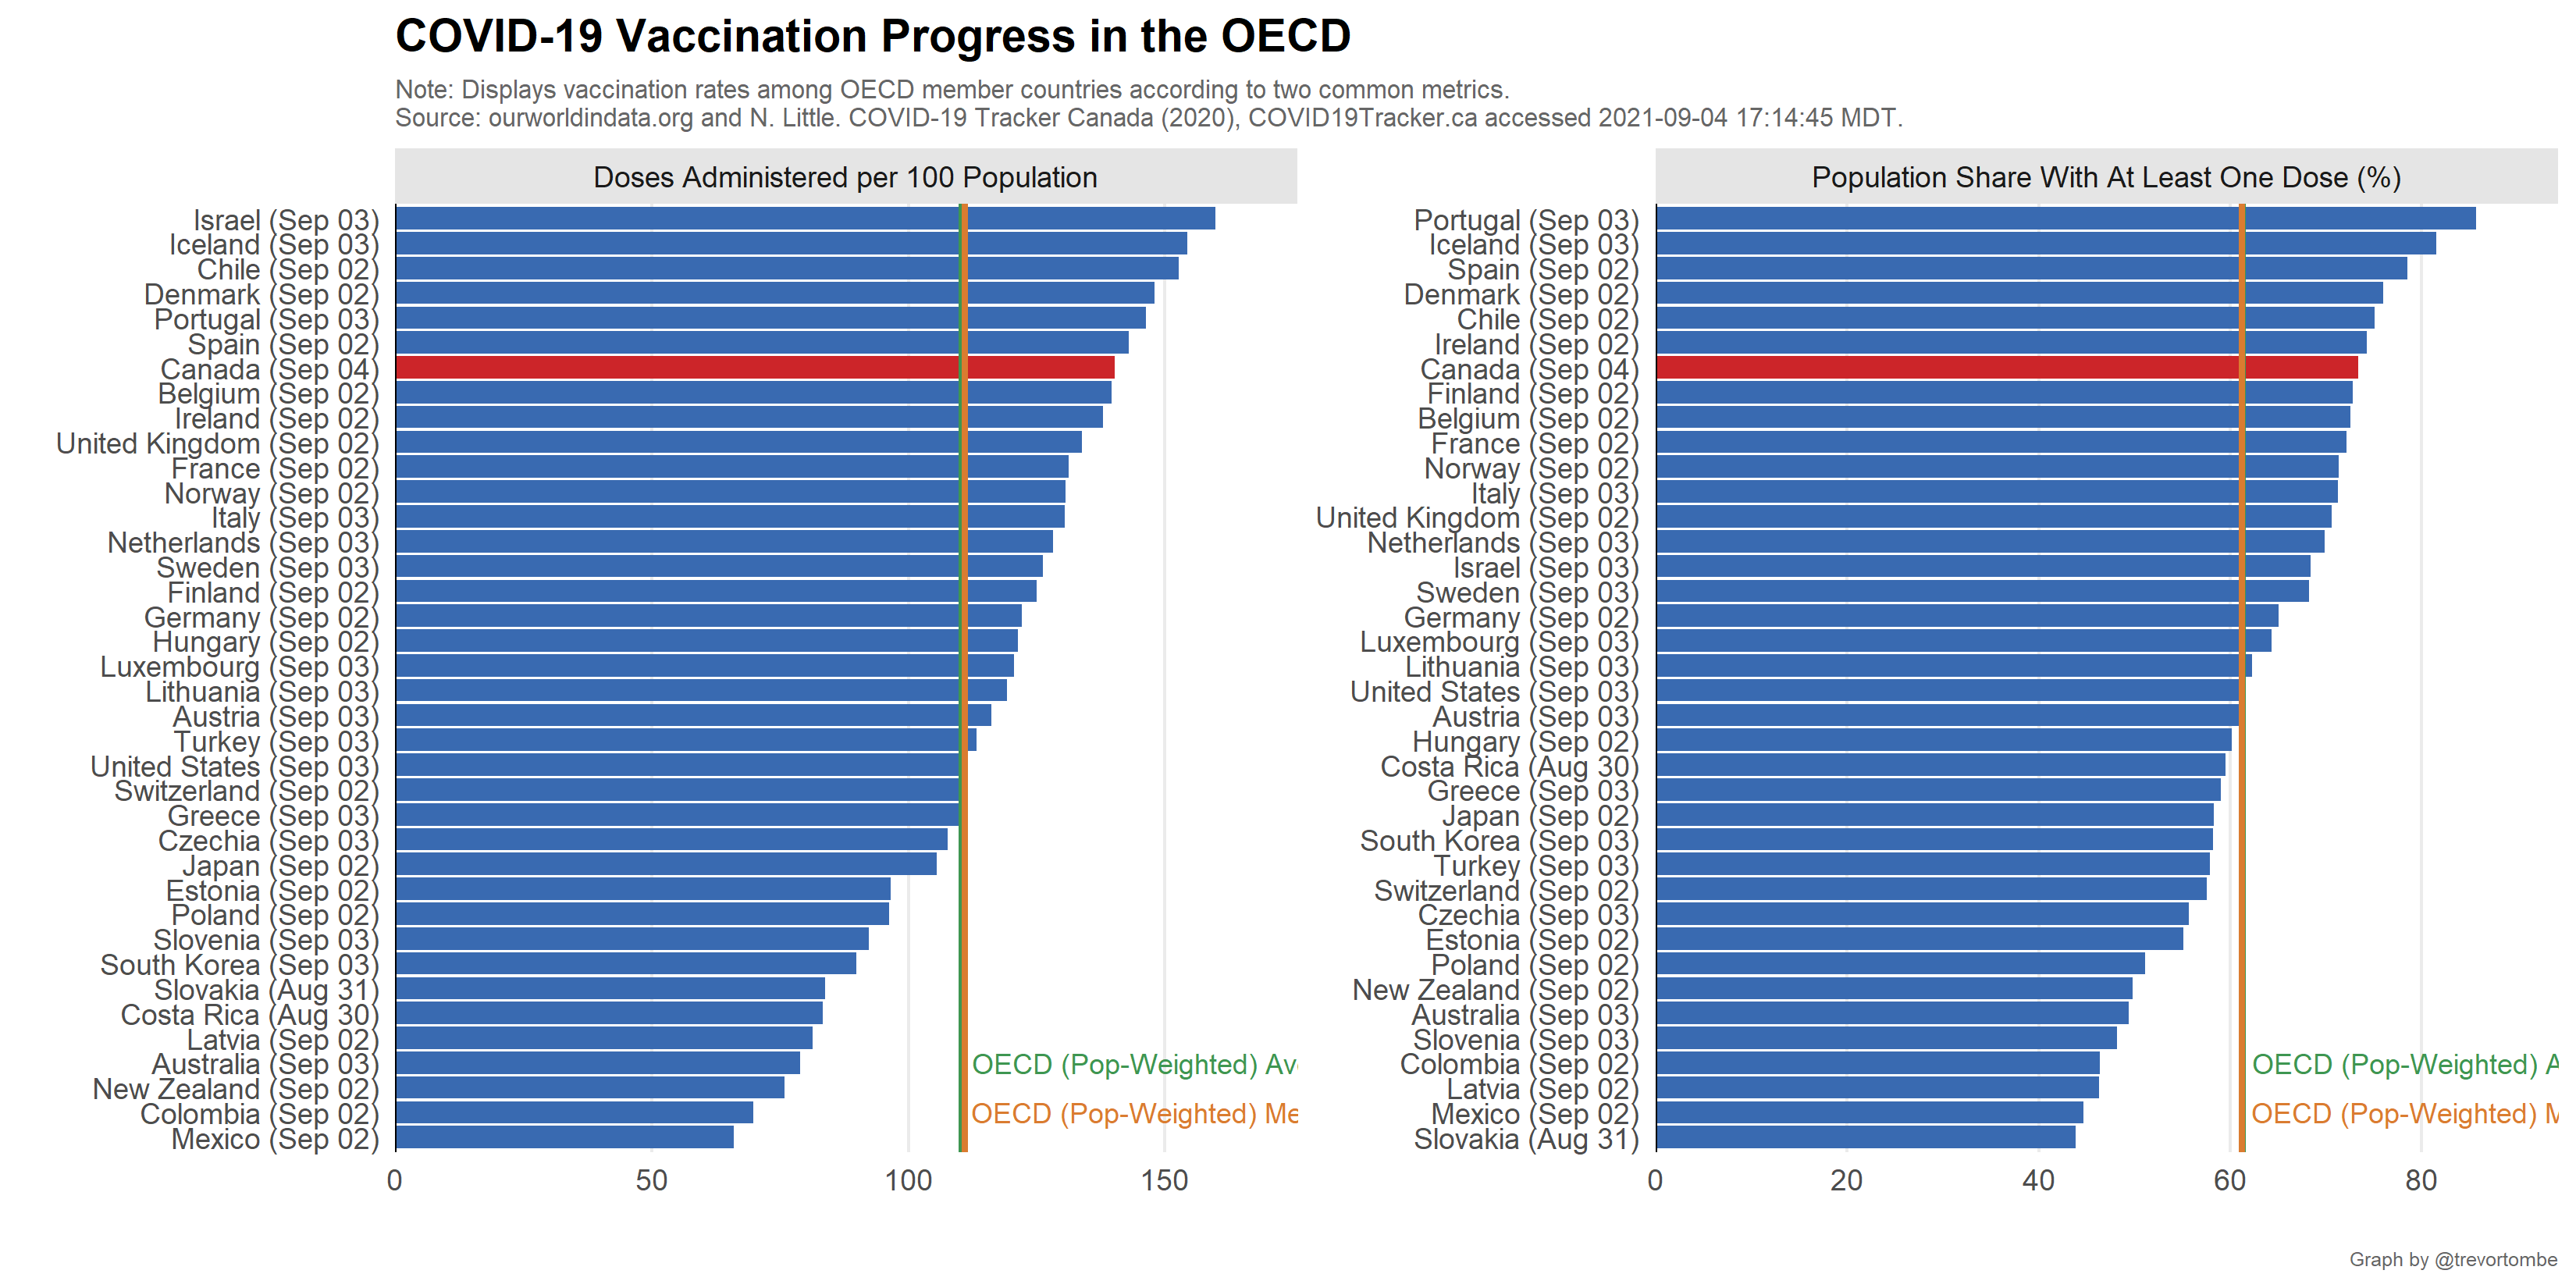 COVID-19 Vaccination Progress in the OECD
Note: Displays vaccination rates among OECD member countries according to two common metrics.
Source: ourworldindata.org and N. Little. COVID-19 Tracker Canada (2020), COVID19Tracker.ca accessed 2021-09-04 17:14:45 MDT.
Doses Administered per 100 Population
Israel (Sep 03)
Iceland (Sep 03)
Chile (Sep 02)
Denmark (Sep 02)
Portugal (Sep 03)
Spain (Sep 02)
Canada (Sep 04)
Belgium (Sep 02)
Ireland (Sep 02)
United Kingdom (Sep 02)
France (Sep 02)
Norway (Sep 02)
Italy (Sep 03)
Netherlands (Sep 03)
Sweden (Sep 03)
Finland (Sep 02)
Germany (Sep 02)
Hungary (Sep 02)
Luxembourg (Sep 03)
Lithuania (Sep 03)
Austria (Sep 03)
Turkey (Sep 03)
United States (Sep 03)
Switzerland (Sep 02)
Greece (Sep 03)
Czechia (Sep 03)
Japan (Sep 02)
Estonia (Sep 02)
Poland (Sep 02)
Slovenia (Sep 03)
South Korea (Sep 03)
Slovakia (Aug 31)
Costa Rica (Aug 30)
Latvia (Sep 02)
Australia (Sep 03)
New Zealand (Sep 02)
Colombia (Sep 02)
Mexico (Sep 02)
OECD (Pop-Weighted) Av
OECD (Pop-Weighted) Me
0 50 100 150
Population Share With At Least One Dose (%)
Portugal (Sep 03)
Iceland (Sep 03)
Spain (Sep 02)
Denmark (Sep 02)
Chile (Sep 02)
Ireland (Sep 02)
Canada (Sep 04)
Finland (Sep 02)
Belgium (Sep 02)
France (Sep 02)
Norway (Sep 02)
Italy (Sep 03)
United Kingdom (Sep 02)
Netherlands (Sep 03)
Israel (Sep 03)
Sweden (Sep 03)
Germany (Sep 02)
Luxembourg (Sep 03)
Lithuania (Sep 03)
United States (Sep 03)
Austria (Sep 03)
Hungary (Sep 02)
Costa Rica (Aug 30)
Greece (Sep 03)
Japan (Sep 02)
South Korea (Sep 03)
Turkey (Sep 03)
Switzerland (Sep 02)
Czechia (Sep 03)
Estonia (Sep 02)
Poland (Sep 02)
New Zealand (Sep 02)
Australia (Sep 03)
Slovenia (Sep 03)
Colombia (Sep 02)
Latvia (Sep 02)
Mexico (Sep 02)
Slovakia (Aug 31)
OECD (Pop-Weighted) A
OECD (Pop-Weighted) M
0 20 40 60 80
Graph by @trevortombe